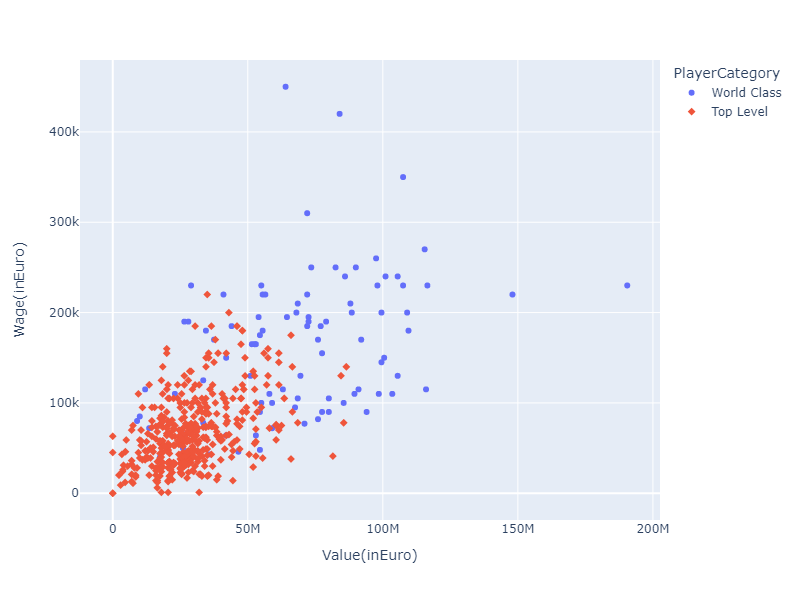 PlayerCategory
World Class
Top Level
400k
300k
200k
100k
0
0
50M
100M
150M
200M
Value(inEuro)
Wage(inEuro)